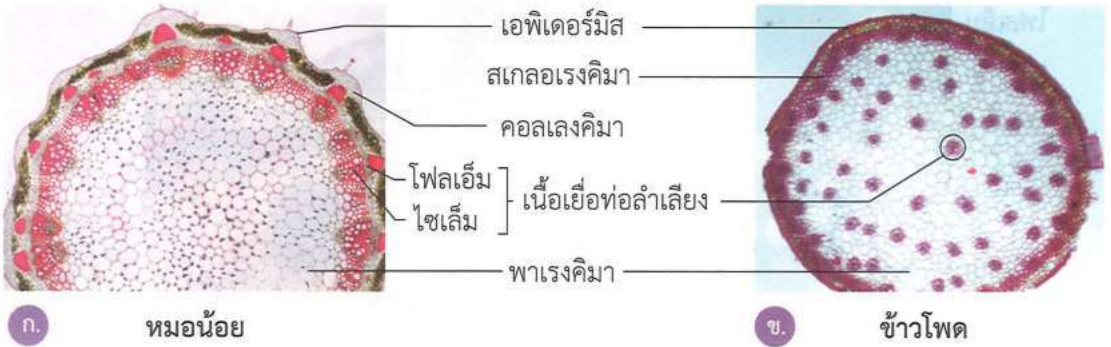 เอพิเดอร์มิส
สเกลอเรงคิมา
คอลเลงคิมา
โฟลเอ็ม
ไซเล็ม
เนื้อเยื่อท่อลำเลียง
พาเรงคิมา
ก. หมอน้อย
ข. ข้าวโพด